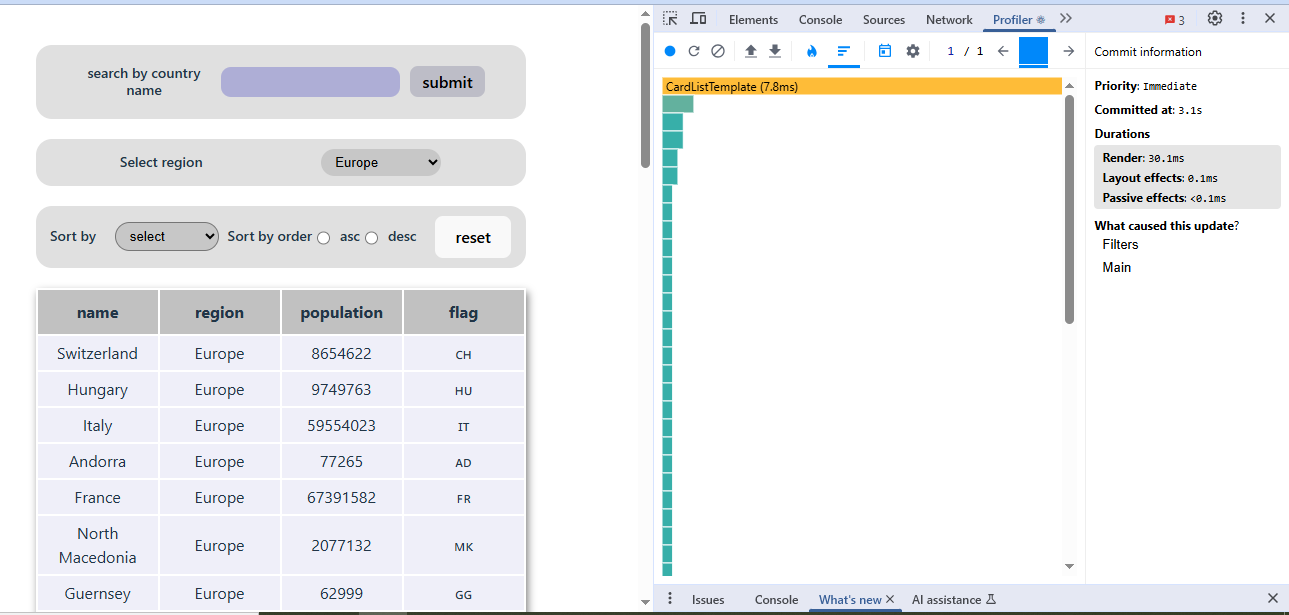 search by country
name
submit
Select region
Europe
Sort by
select
Sort by order
asc
desc
reset
name region population flag
Switzerland Europe 8654622 CH
Hungary Europe 9749763 HU
Italy Europe 59554023 IT
Andorra Europe 77265 AD
France Europe 67391582 FR
North
Macedonia Europe 2077132 MK
Guernsey Europe 62999 GG
Elements Console Sources Network Profiler 3
1 / 1
Commit information
CardListTemplate (7.8ms)
Priority: Immediate
Committed at: 3.1s
Durations
Render: 30.1ms
Layout effects: 0.1ms
Passive effects: <0.1ms
What caused this update?
Filters
Main
Issues Console What's new AI assistance